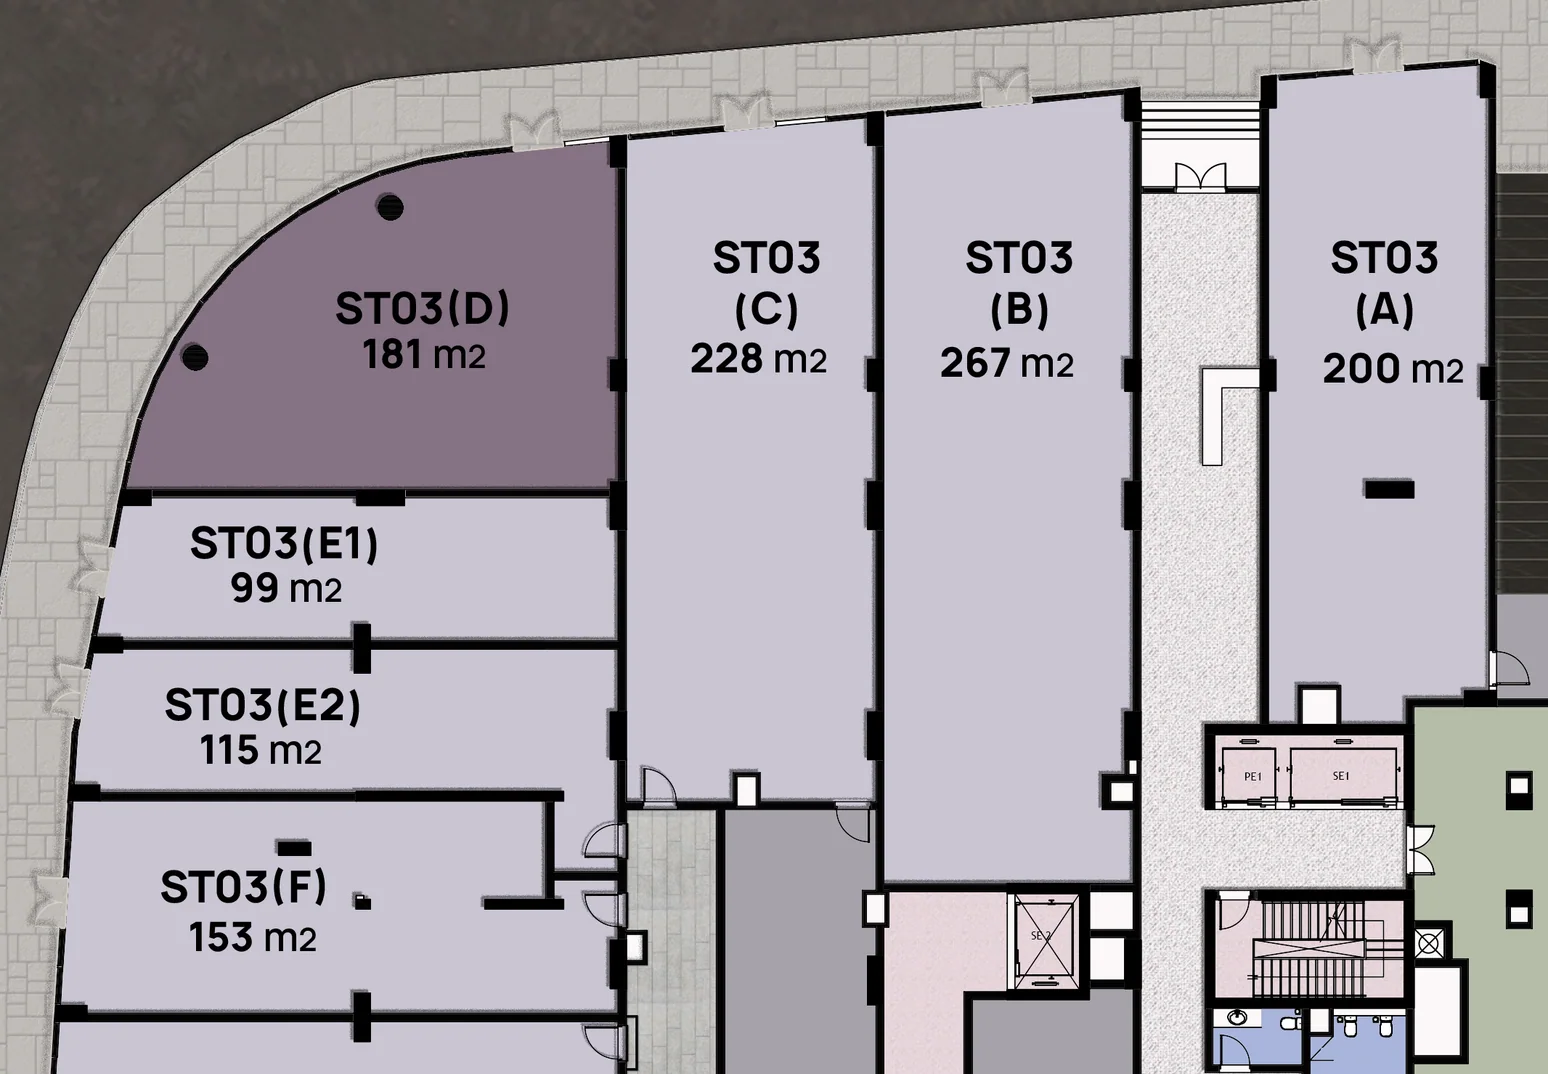 ST03(D)
181 m2
ST03
(C)
228 m2
ST03
(B)
267 m2
ST03
(A)
200 m2
ST03(E1)
99 m2
ST03(E2)
115 m2
ST03(F)
153 m2
PE1
SE1
SE 2